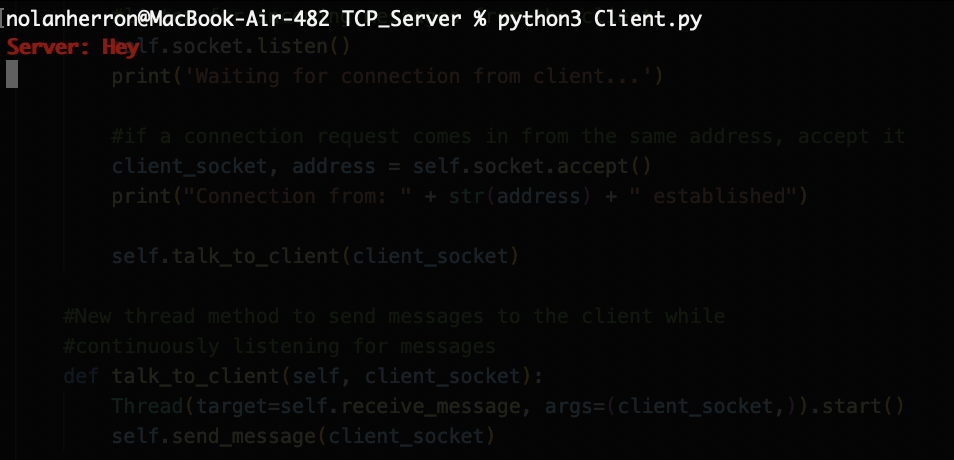 nolanherron@MacBook-Air-482 TCP_Server % python3 Client.py
Server: Hey
elf.socket.listen()
print('Waiting for connection from client...')
#if a connection request comes in from the same address, accept it
client_socket, address = self.socket.accept()
print("Connection from: " + str(address) + " established")
self.talk_to_client(client_socket)
#New thread method to send messages to the client while
#continuously listening for messages
def talk_to_client(self, client_socket):
Thread(target=self.receive_message, args=(client_socket,)).start()
self.send_message(client_socket)